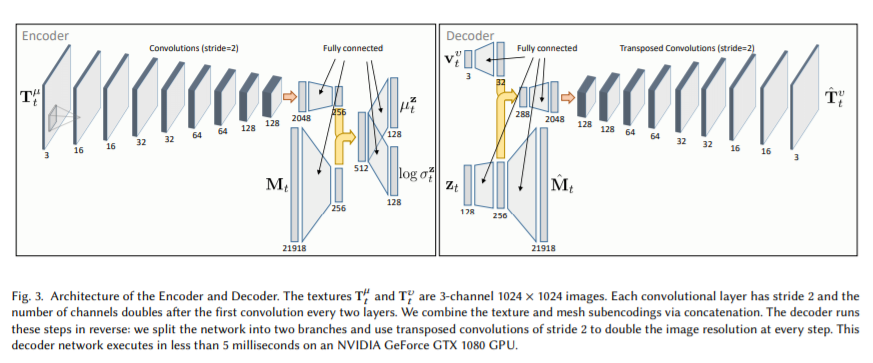 Encoder
Convolutions (stride=2)
Fully connected
T_t^μ
3
16
16
32
32
64
64
128
128
2048
256
M_t
21918
256
512
μ_t^z
128
log σ_t^z
128
Decoder
v_t^υ
3
32
Fully connected
Transposed Convolutions (stride=2)
288
2048
128
128
64
64
32
32
16
16
3
T̂_t^υ
z_t
128
256
M̂_t
21918
Fig. 3. Architecture of the Encoder and Decoder. The textures T_t^μ and T_t^υ are 3-channel 1024 × 1024 images. Each convolutional layer has stride 2 and the
number of channels doubles after the first convolution every two layers. We combine the texture and mesh subencodings via concatenation. The decoder runs
these steps in reverse: we split the network into two branches and use transposed convolutions of stride 2 to double the image resolution at every step. This
decoder network executes in less than 5 milliseconds on an NVIDIA GeForce GTX 1080 GPU.